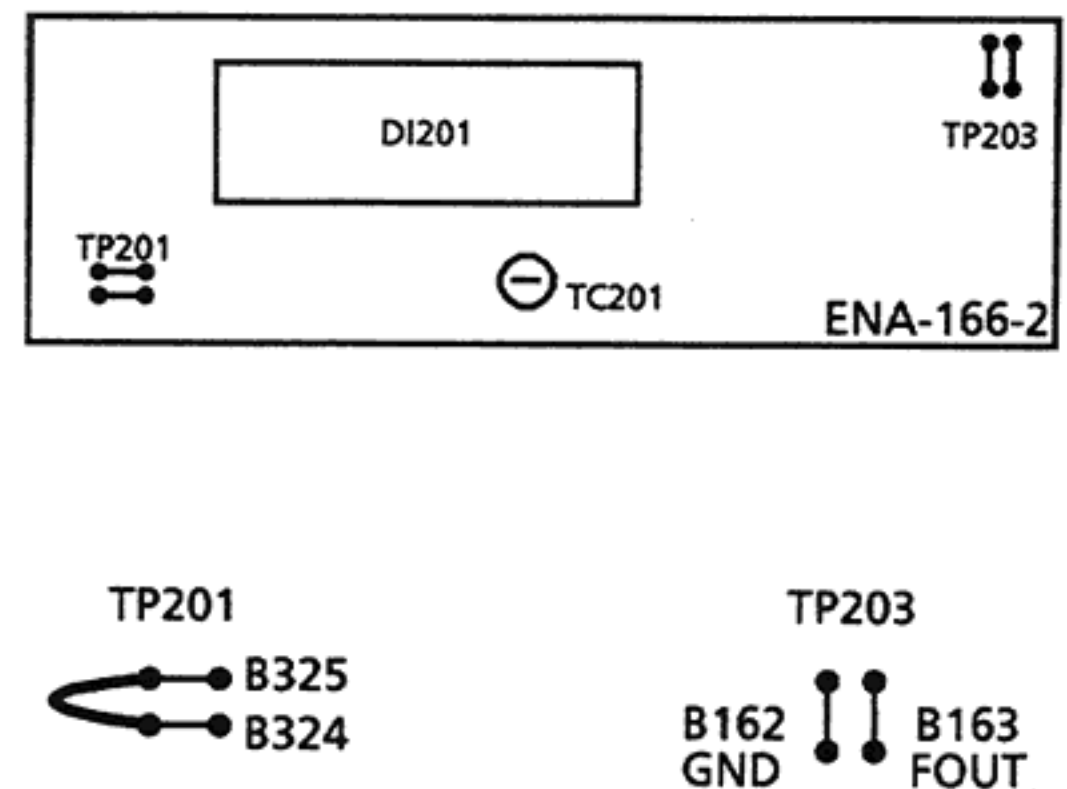 DI201
TP203
TP201
TC201
ENA-166-2
TP201
B325
B324
TP203
B162
GND
B163
FOUT